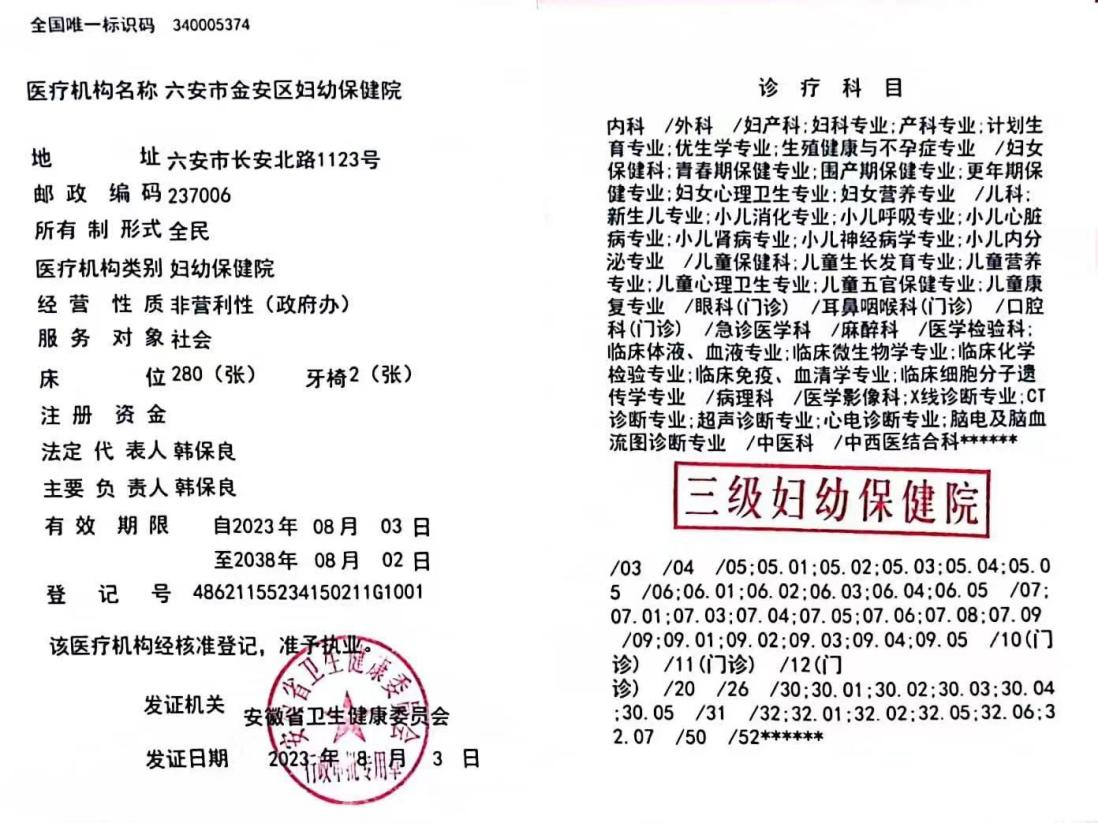 全国唯一标识码 340005374
医疗机构名称 六安市金安区妇幼保健院
地 址 六安市长安北路1123号
邮政编码 237006
所有制形式 全民
医疗机构类别 妇幼保健院
经营性质 非营利性（政府办）
服务对象 社会
床位 280（张） 牙椅2（张）
注册资金
法定代表人 韩保良
主要负责人 韩保良
有效期限 自2023年 08月 03日
至2038年 08月 02日
登记号 48621155234150211G1001
该医疗机构经核准登记，准予执业。
发证机关 安徽省卫生健康委员会
发证日期 2023年 8月 3日
安徽省卫生健康委员会
行政审批专用章
诊疗科目
内科 /外科 /妇产科;妇科专业;产科专业;计划生
育专业;优生学专业;生殖健康与不孕症专业 /妇女
保健科;青春期保健专业;围产期保健专业;更年期保
健专业;妇女心理卫生专业;妇女营养专业 /儿科;
新生儿专业;小儿消化专业;小儿呼吸专业;小儿心脏
病专业;小儿肾病专业;小儿神经病学专业;小儿内分
泌专业 /儿童保健科;儿童生长发育专业;儿童营养
专业;儿童心理卫生专业;儿童五官保健专业;儿童康
复专业 /眼科(门诊) /耳鼻咽喉科(门诊) /口腔
科(门诊) /急诊医学科 /麻醉科 /医学检验科;
临床体液、血液专业;临床微生物学专业;临床化学
检验专业;临床免疫、血清学专业;临床细胞分子遗
传学专业 /病理科 /医学影像科;X线诊断专业;CT
诊断专业;超声诊断专业;心电诊断专业;脑电及脑血
流图诊断专业 /中医科 /中西医结合科******
三级妇幼保健院
/03 /04 /05;05.01;05.02;05.03;05.04;05.0
5 /06;06.01;06.02;06.03;06.04;06.05 /07;
07.01;07.03;07.04;07.05;07.06;07.08;07.09
/09;09.01;09.02;09.03;09.04;09.05 /10(门
诊) /11(门诊) /12(门
诊) /20 /26 /30;30.01;30.02;30.03;30.04
;30.05 /31 /32;32.01;32.02;32.05;32.06;3
2.07 /50 /52******